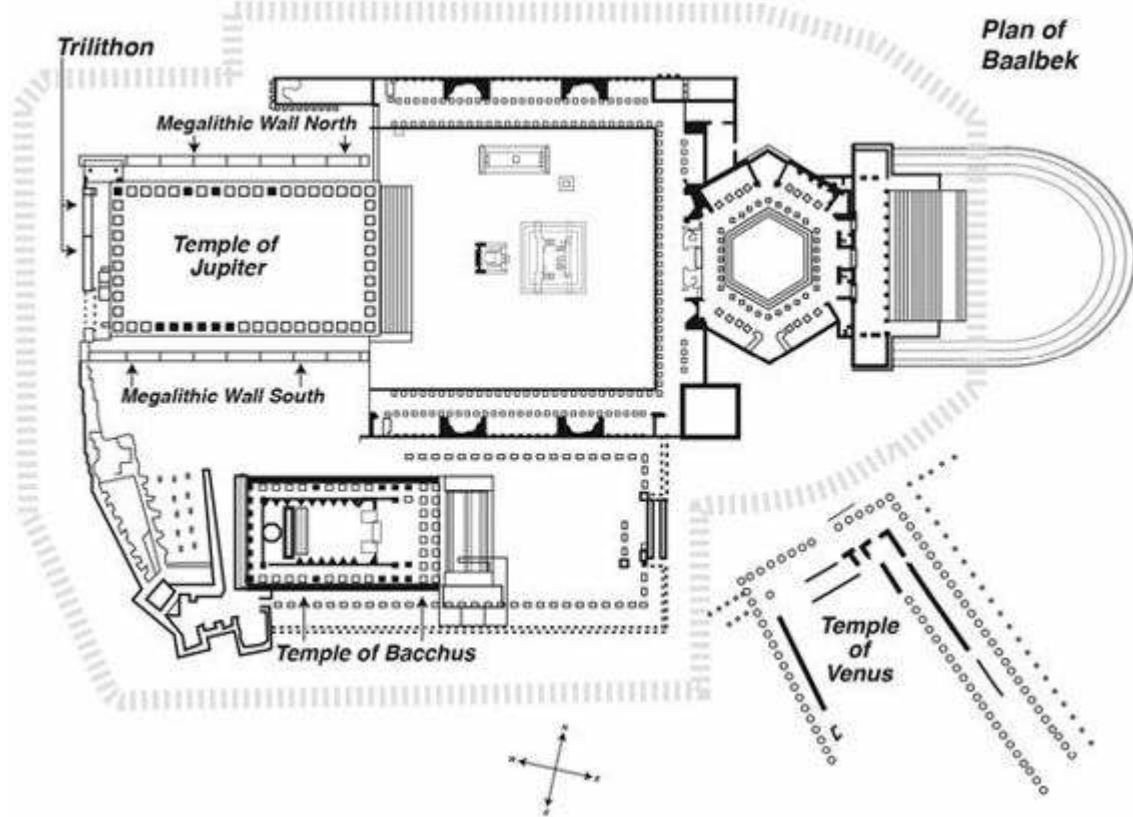 Plan of
Baalbek
Trilithon
Megalithic Wall North
Temple of
Jupiter
Megalithic Wall South
Temple of Bacchus
Temple
of
Venus
N